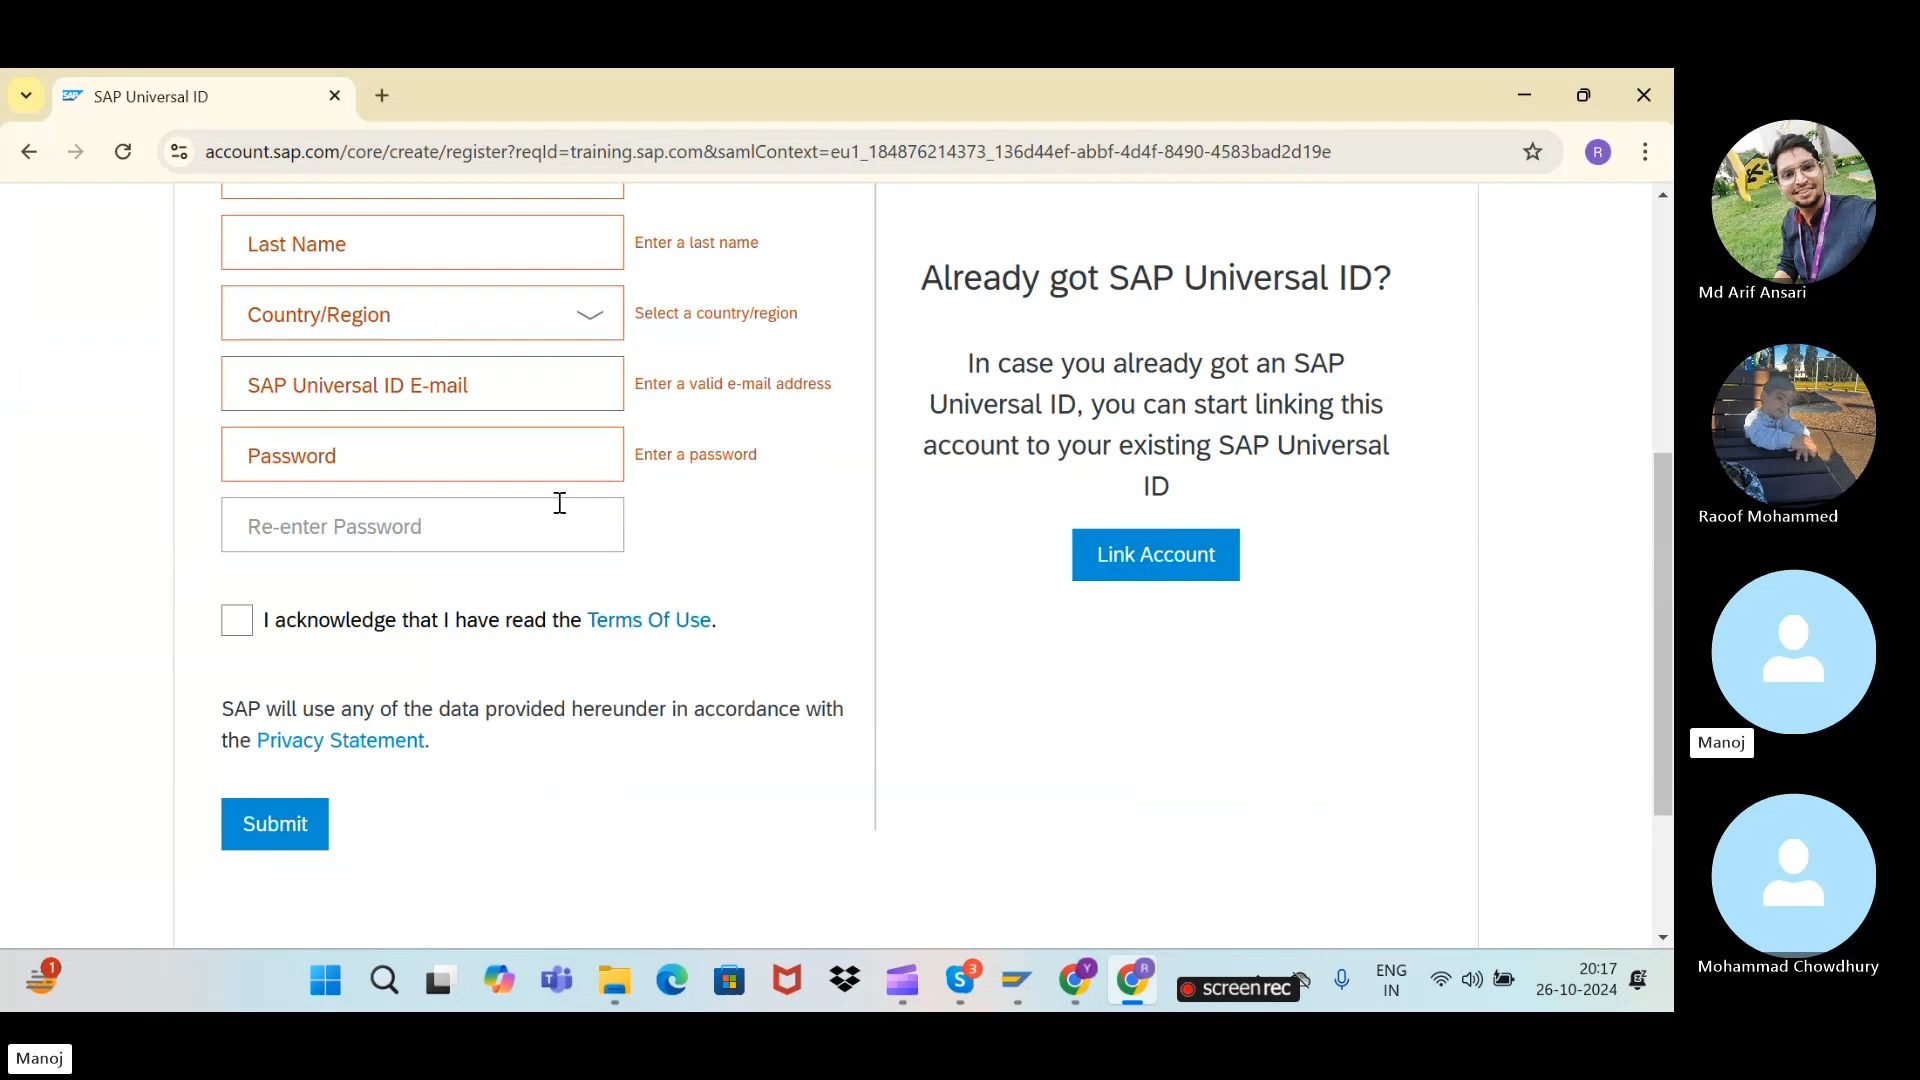 SAP
SAP Universal ID
account.sap.com/core/create/register?reqId=training.sap.com&samlContext=eu1_184876214373_136d44ef-abbf-4d4f-8490-4583bad2d19e
R
Last Name
Enter a last name
Country/Region
Select a country/region
SAP Universal ID E-mail
Enter a valid e-mail address
Password
Enter a password
Re-enter Password
I acknowledge that I have read the Terms Of Use.
SAP will use any of the data provided hereunder in accordance with
the Privacy Statement.
Submit
Already got SAP Universal ID?
In case you already got an SAP
Universal ID, you can start linking this
account to your existing SAP Universal
ID
Link Account
Md Arif Ansari
Raoof Mohammed
Manoj
Mohammad Chowdhury
1
3
Y
R
screenrec
ENG
IN
20:17
26-10-2024
Manoj